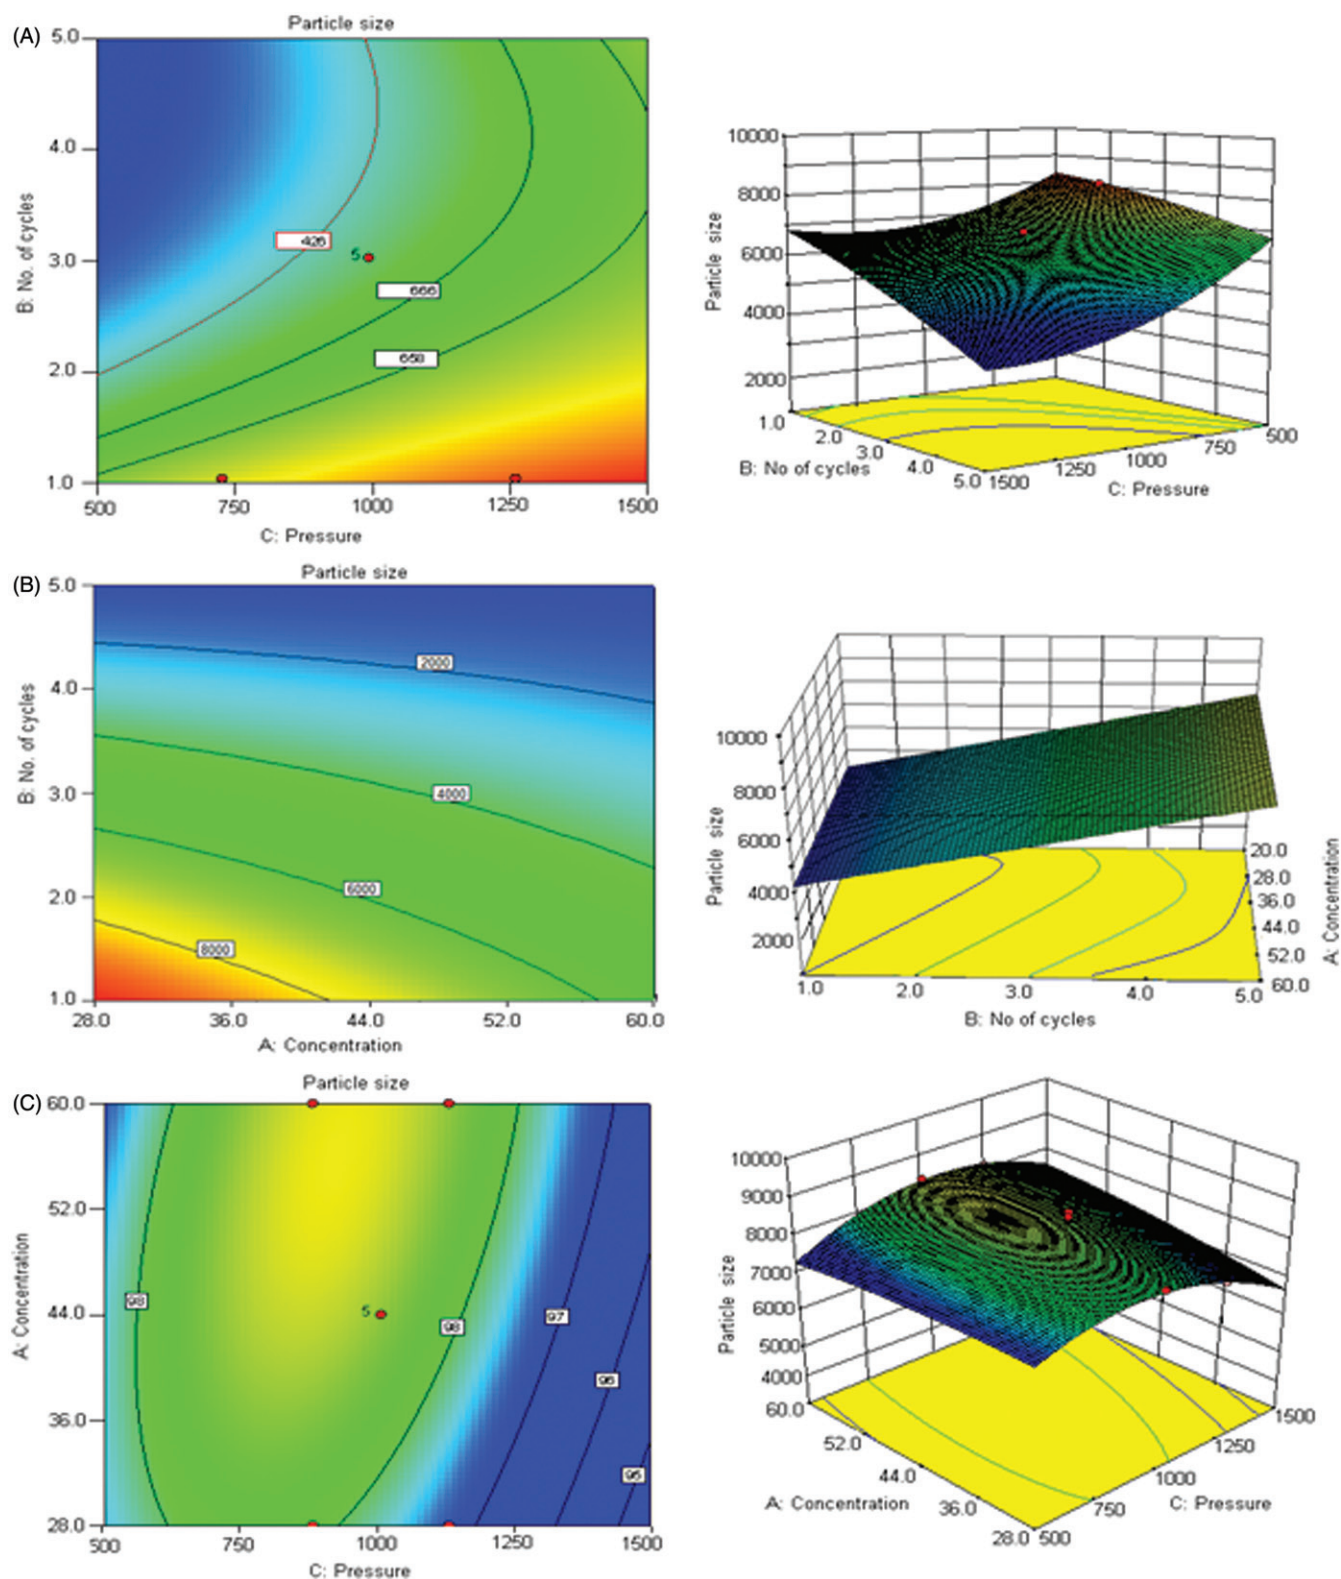 (A)
Particle size
5.0
4.0
3.0
2.0
1.0
B: No. of cycles
426
5
666
658
500 750 1000 1250 1500
C: Pressure
10000
8000
6000
4000
2000
Particle size
1.0 2.0 3.0 4.0 5.0
B: No of cycles
1500 1250 1000 750 500
C: Pressure
(B)
Particle size
5.0
4.0
3.0
2.0
1.0
B: No. of cycles
2000
4000
6000
8000
28.0 36.0 44.0 52.0 60.0
A: Concentration
10000
8000
6000
4000
2000
Particle size
1.0 2.0 3.0 4.0 5.0
B: No of cycles
20.0
28.0
36.0
44.0
52.0
60.0
A: Concentration
(C)
Particle size
60.0
52.0
44.0
36.0
28.0
A: Concentration
98
5
98
97
96
95
500 750 1000 1250 1500
C: Pressure
10000
9000
8000
7000
6000
5000
4000
Particle size
60.0
52.0
44.0
36.0
28.0
A: Concentration
500
750
1000
1250
1500
C: Pressure